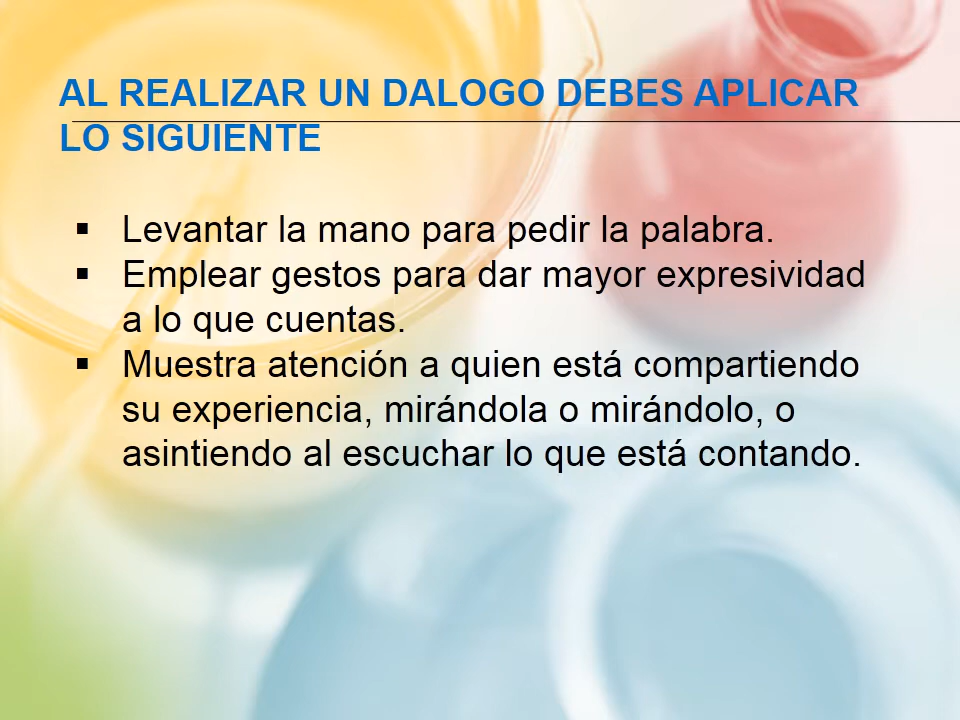 AL REALIZAR UN DALOGO DEBES APLICAR
LO SIGUIENTE
▪ Levantar la mano para pedir la palabra.
▪ Emplear gestos para dar mayor expresividad
a lo que cuentas.
▪ Muestra atención a quien está compartiendo
su experiencia, mirándola o mirándolo, o
asintiendo al escuchar lo que está contando.